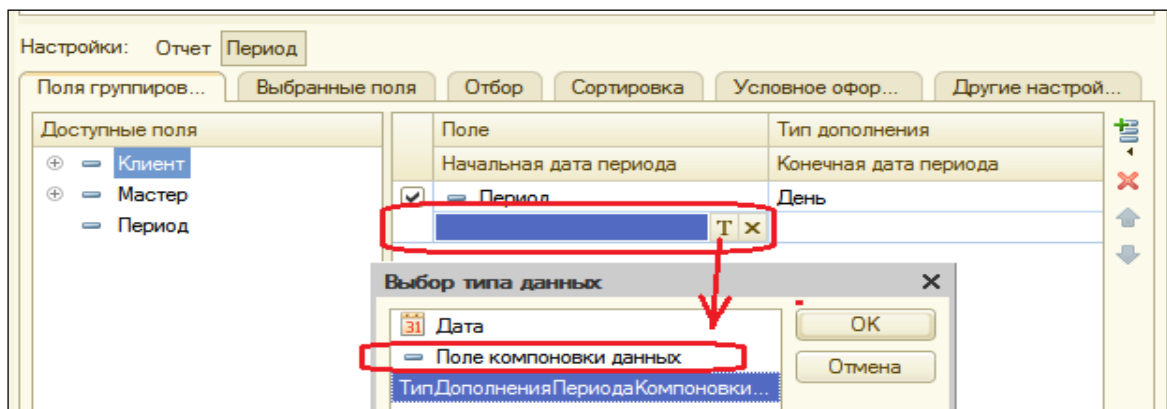 Настройки: Отчет Период
Поля группиров... Выбранные поля Отбор Сортировка Условное офор... Другие настрой...
Доступные поля Поле Тип дополнения
Клиент Начальная дата периода Конечная дата периода
Мастер Период День
Период T ×
Выбор типа данных ×
31 Дата OK
Поле компоновки данных Отмена
ТипДополненияПериодаКомпоновки...